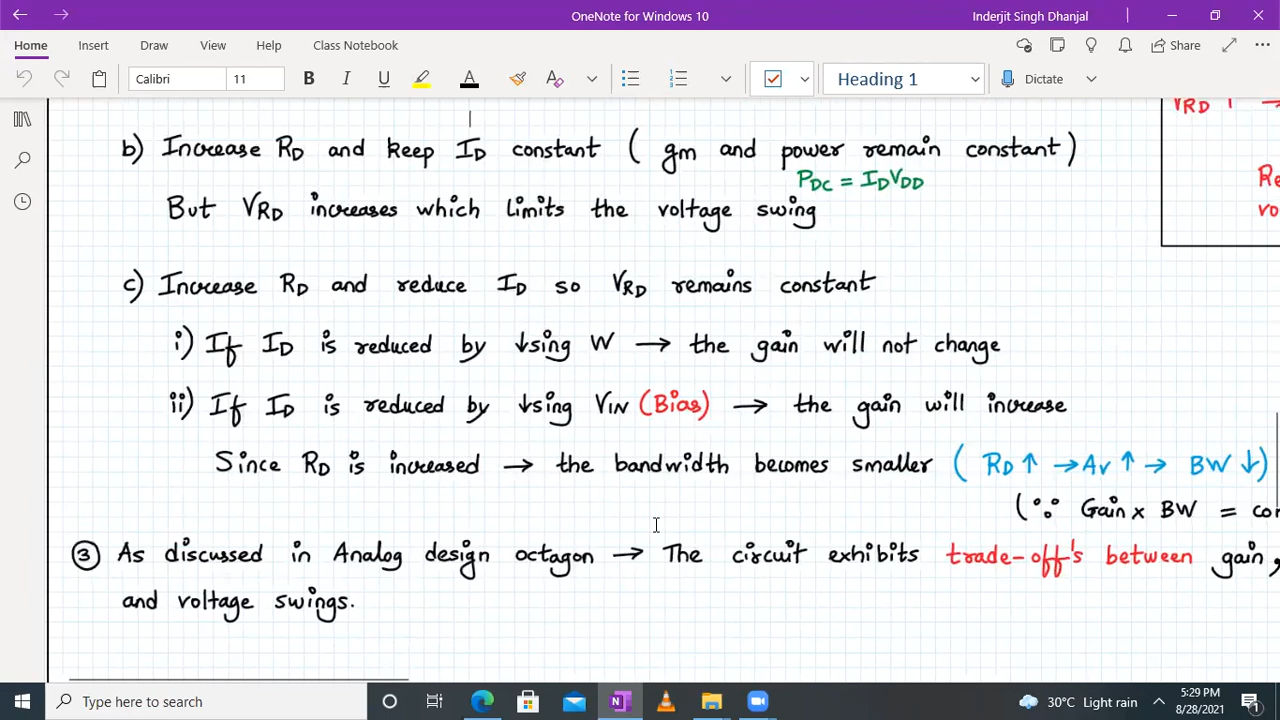 OneNote for Windows 10
Inderjit Singh Dhanjal
Home Insert Draw View Help Class Notebook Share
Calibri 11 B I U A Heading 1 Dictate
VRD ↑ →
b) Increase RD and keep ID constant ( gm and power remain constant )
PDC = IDVDD
But VRD increases which limits the voltage swing
c) Increase RD and reduce ID so VRD remains constant
i) If ID is reduced by ↓sing W → the gain will not change
ii) If ID is reduced by ↓sing VIN (Bias) → the gain will increase
Since RD is increased → the bandwidth becomes smaller ( RD ↑ → Av ↑ → BW ↓ )
( ∵ Gain x BW =
③ As discussed in Analog design octagon → The circuit exhibits trade-off's between gain,
and voltage swings.
Type here to search
30°C Light rain
5:29 PM
8/28/2021